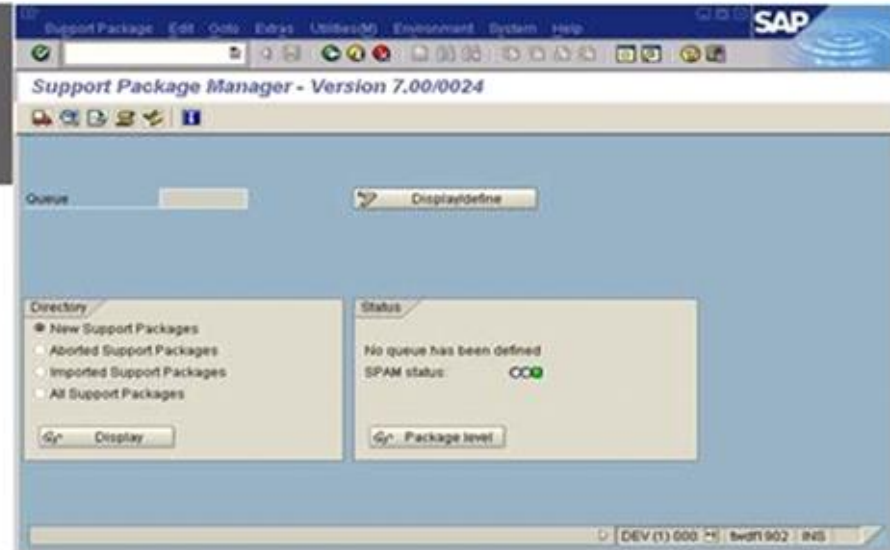 Support Package Edit Goto Extras Utilities(M) Environment System Help
SAP
Support Package Manager - Version 7.00/0024
Queue
Display/define
Directory
New Support Packages
Aborted Support Packages
Imported Support Packages
All Support Packages
Display
Status
No queue has been defined
SPAM status:
Package level
DEV (1) 000 twdf1902 INS